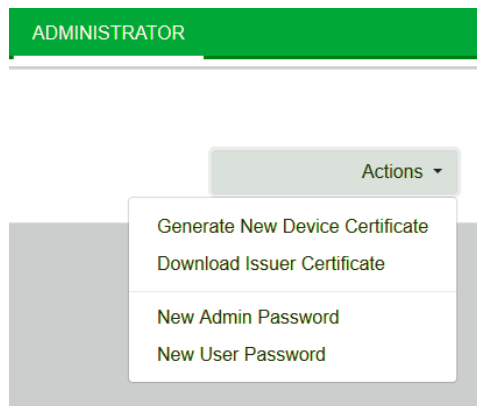 ADMINISTRATOR
Actions
Generate New Device Certificate
Download Issuer Certificate
New Admin Password
New User Password